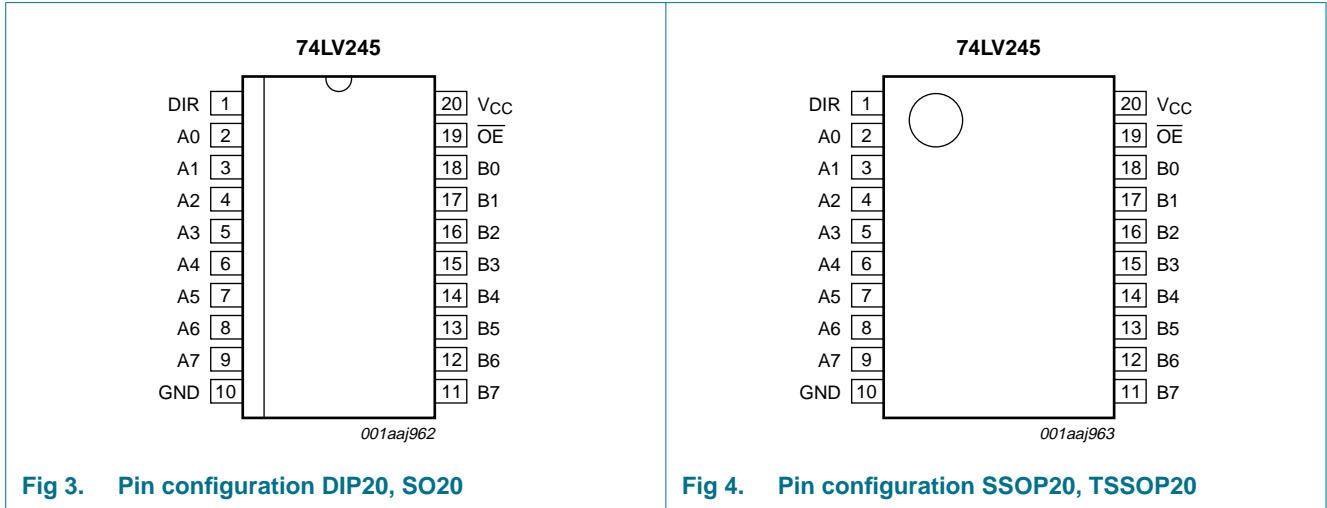 74LV245
DIR 1 20 VCC
A0 2 19 O̅E̅
A1 3 18 B0
A2 4 17 B1
A3 5 16 B2
A4 6 15 B3
A5 7 14 B4
A6 8 13 B5
A7 9 12 B6
GND 10 11 B7
001aaj962
Fig 3. Pin configuration DIP20, SO20
74LV245
DIR 1 20 VCC
A0 2 19 O̅E̅
A1 3 18 B0
A2 4 17 B1
A3 5 16 B2
A4 6 15 B3
A5 7 14 B4
A6 8 13 B5
A7 9 12 B6
GND 10 11 B7
001aaj963
Fig 4. Pin configuration SSOP20, TSSOP20